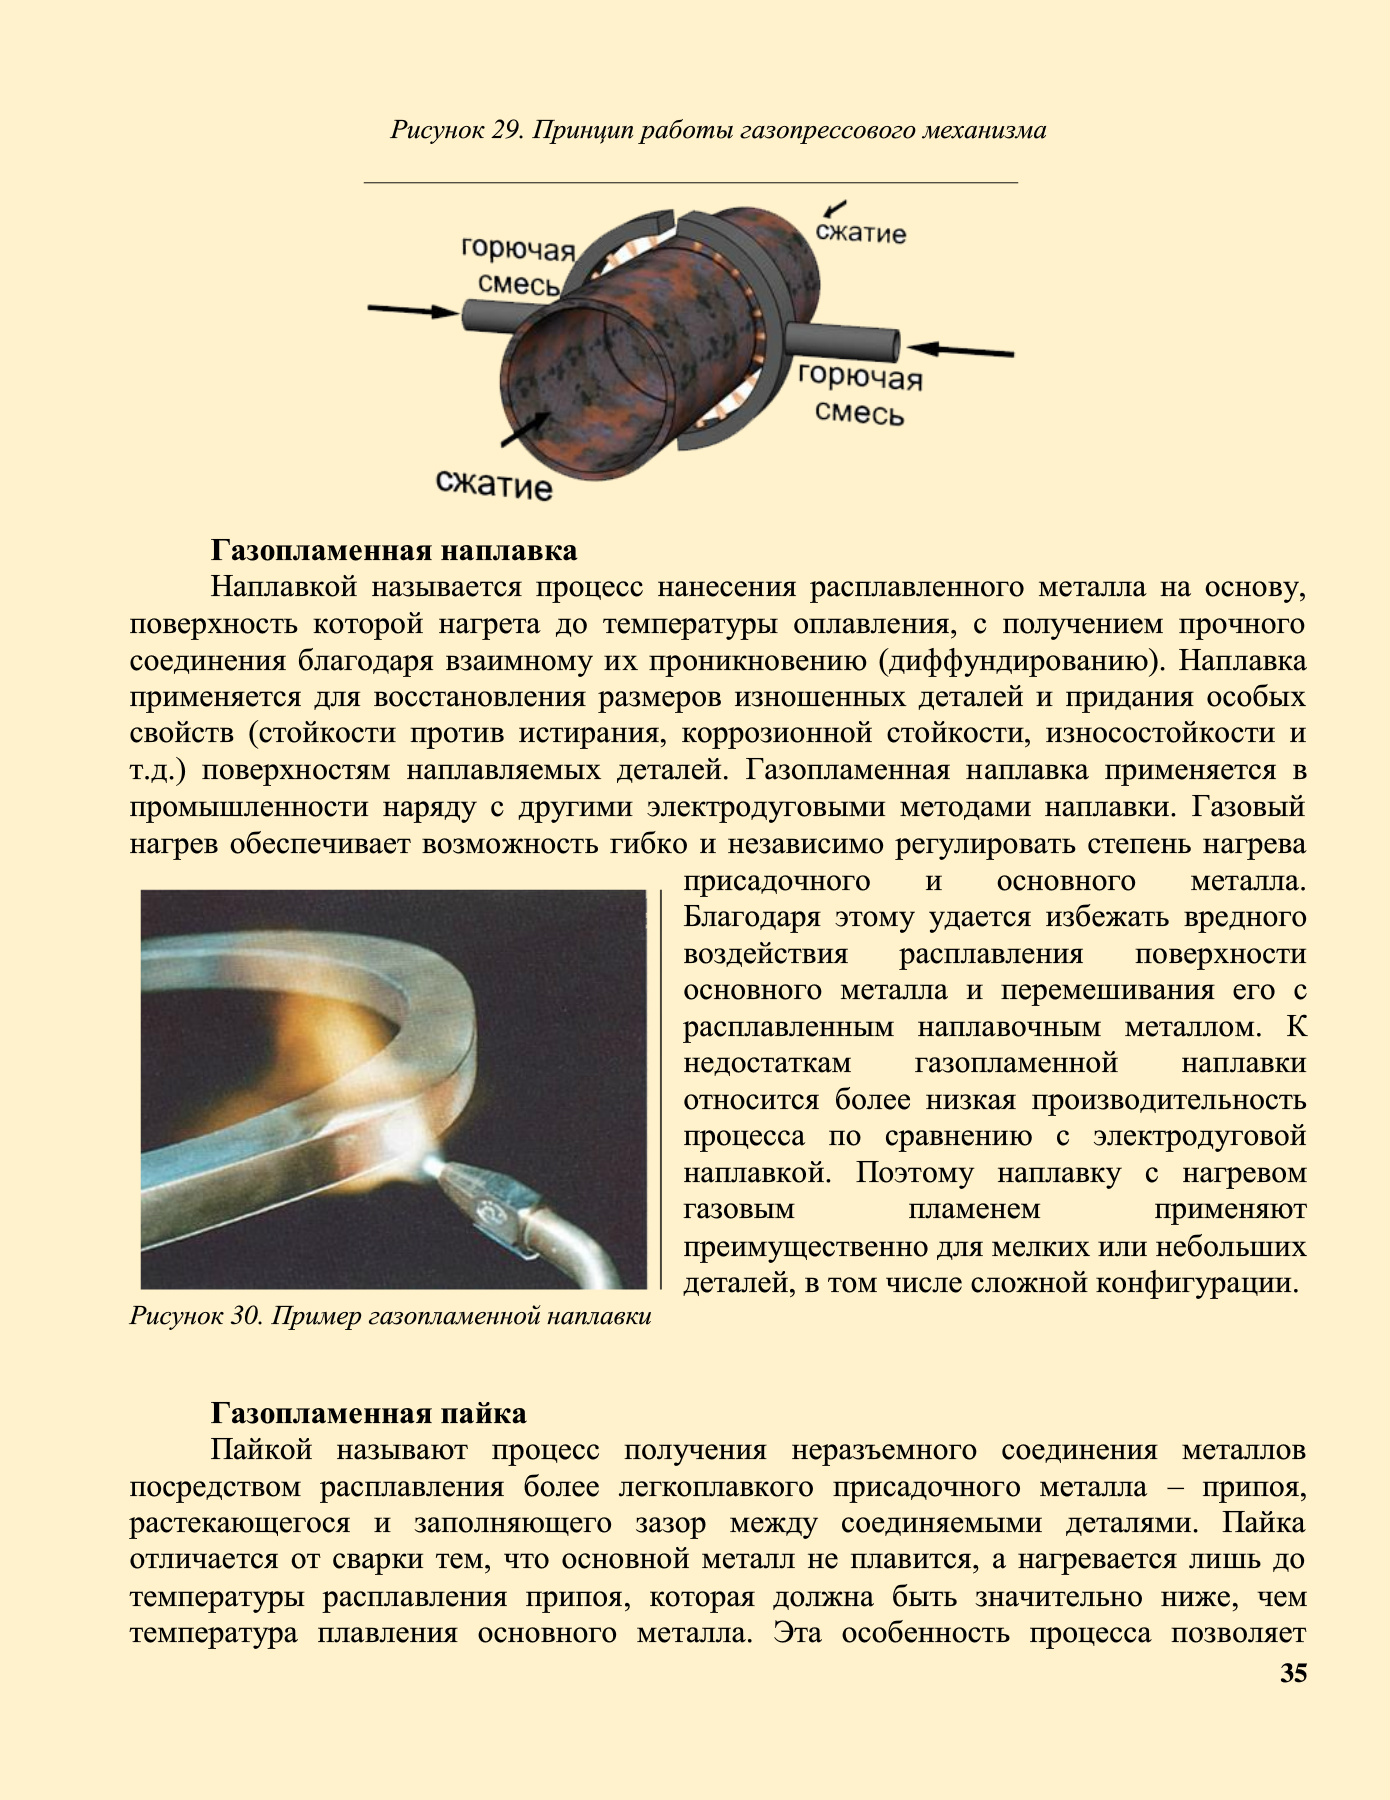 Рисунок 29. Принцип работы газопрессового механизма
сжатие
горючая
смесь
горючая
смесь
сжатие
Газопламенная наплавка
Наплавкой называется процесс нанесения расплавленного металла на основу,
поверхность которой нагрета до температуры оплавления, с получением прочного
соединения благодаря взаимному их проникновению (диффундированию). Наплавка
применяется для восстановления размеров изношенных деталей и придания особых
свойств (стойкости против истирания, коррозионной стойкости, износостойкости и
т.д.) поверхностям наплавляемых деталей. Газопламенная наплавка применяется в
промышленности наряду с другими электродуговыми методами наплавки. Газовый
нагрев обеспечивает возможность гибко и независимо регулировать степень нагрева
присадочного и основного металла.
Благодаря этому удается избежать вредного
воздействия расплавления поверхности
основного металла и перемешивания его с
расплавленным наплавочным металлом. К
недостаткам газопламенной наплавки
относится более низкая производительность
процесса по сравнению с электродуговой
наплавкой. Поэтому наплавку с нагревом
газовым пламенем применяют
преимущественно для мелких или небольших
деталей, в том числе сложной конфигурации.
Рисунок 30. Пример газопламенной наплавки
Газопламенная пайка
Пайкой называют процесс получения неразъемного соединения металлов
посредством расплавления более легкоплавкого присадочного металла – припоя,
растекающегося и заполняющего зазор между соединяемыми деталями. Пайка
отличается от сварки тем, что основной металл не плавится, а нагревается лишь до
температуры расплавления припоя, которая должна быть значительно ниже, чем
температура плавления основного металла. Эта особенность процесса позволяет
35